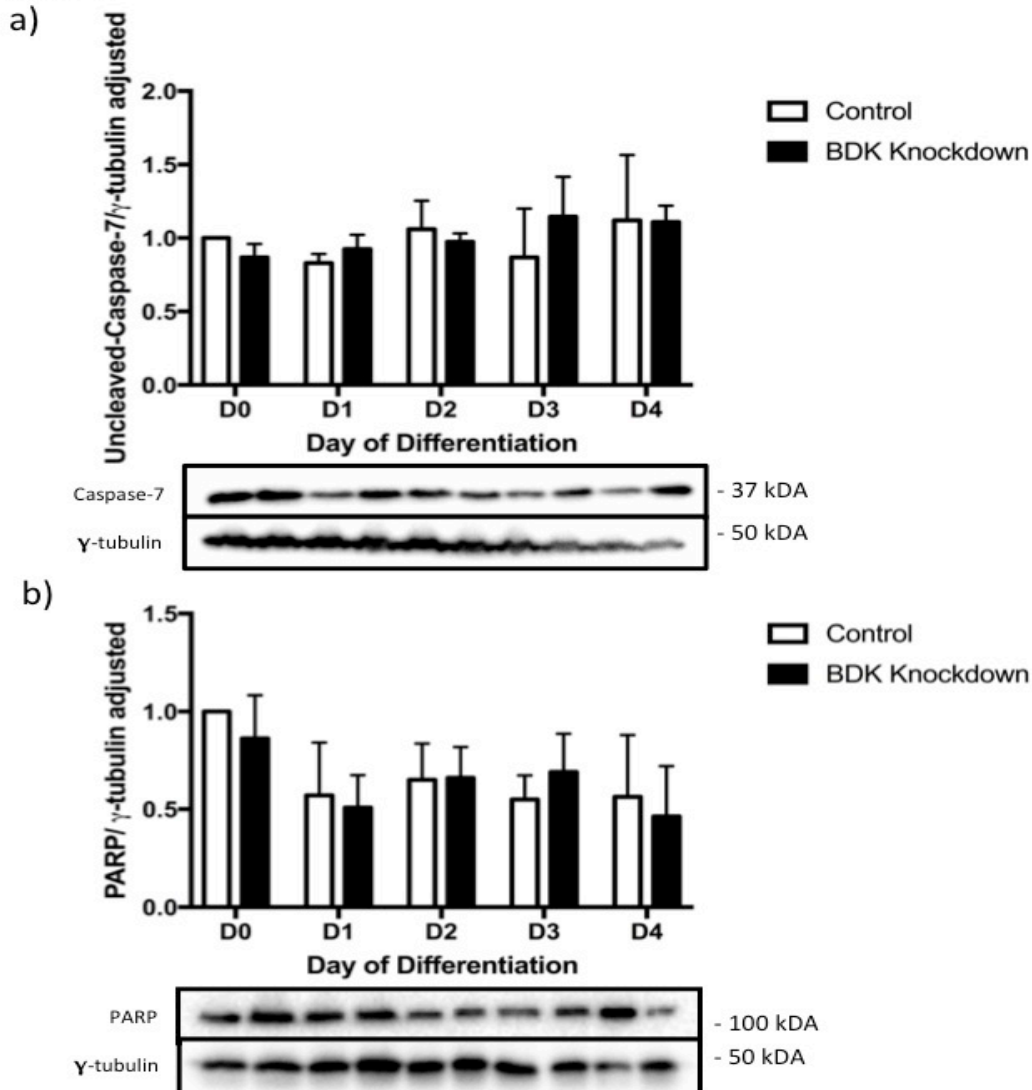 a)
Uncleaved-Caspase-7/γ-tubulin adjusted
2.0
1.5
1.0
0.5
0.0
D0 D1 D2 D3 D4
Day of Differentiation
Control
BDK Knockdown
Caspase-7
- 37 kDA
γ-tubulin
- 50 kDA
b)
PARP/ γ-tubulin adjusted
1.5
1.0
0.5
0.0
D0 D1 D2 D3 D4
Day of Differentiation
Control
BDK Knockdown
PARP
- 100 kDA
γ-tubulin
- 50 kDA